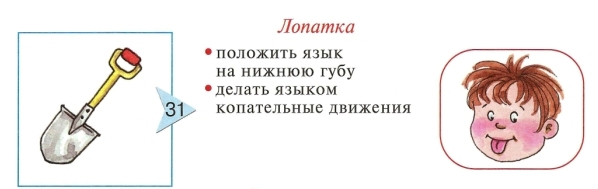 Лопатка
• положить язык
на нижнюю губу
• делать языком
копательные движения
31